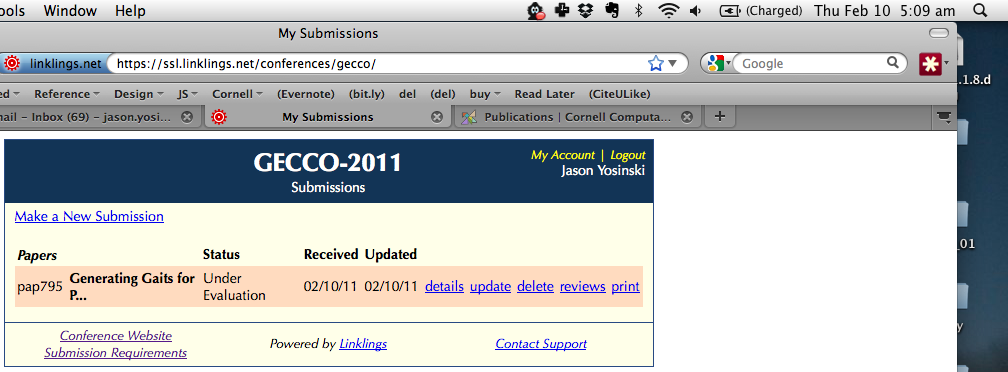 ools Window Help (Charged) Thu Feb 10 5:09 am
My Submissions
linklings.net https://ssl.linklings.net/conferences/gecco/ Google
.1.8.d
ed Reference Design JS Cornell (Evernote) (bit.ly) del (del) buy Read Later (CiteULike)
mail – Inbox (69) – jason.yosi... My Submissions Publications | Cornell Computa...
GECCO-2011
Submissions
My Account | Logout
Jason Yosinski
Make a New Submission
_01
Papers Status Received Updated
pap795 Generating Gaits for P... Under Evaluation 02/10/11 02/10/11 details update delete reviews print
y
Conference Website
Submission Requirements
Powered by Linklings
Contact Support